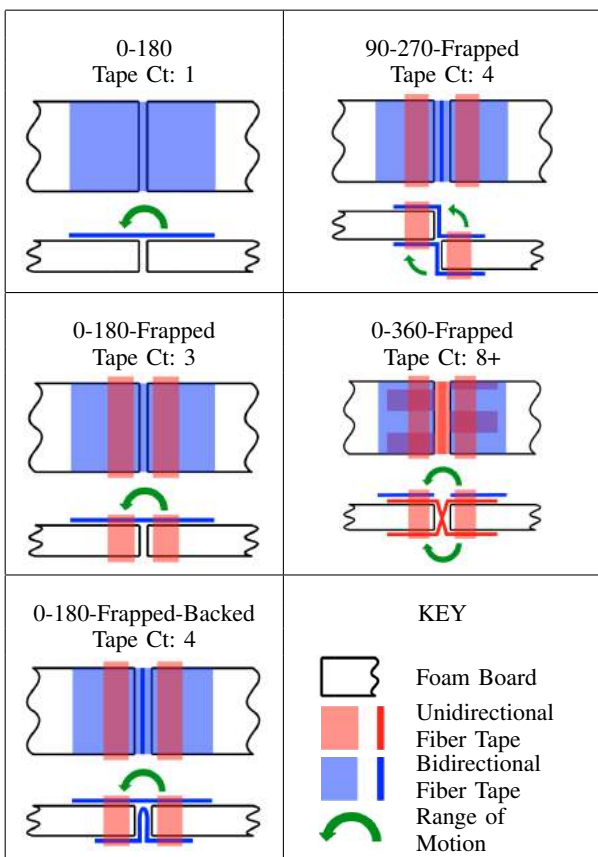 0-180
Tape Ct: 1
90-270-Frapped
Tape Ct: 4
0-180-Frapped
Tape Ct: 3
0-360-Frapped
Tape Ct: 8+
0-180-Frapped-Backed
Tape Ct: 4
KEY
Foam Board
Unidirectional
Fiber Tape
Bidirectional
Fiber Tape
Range of
Motion